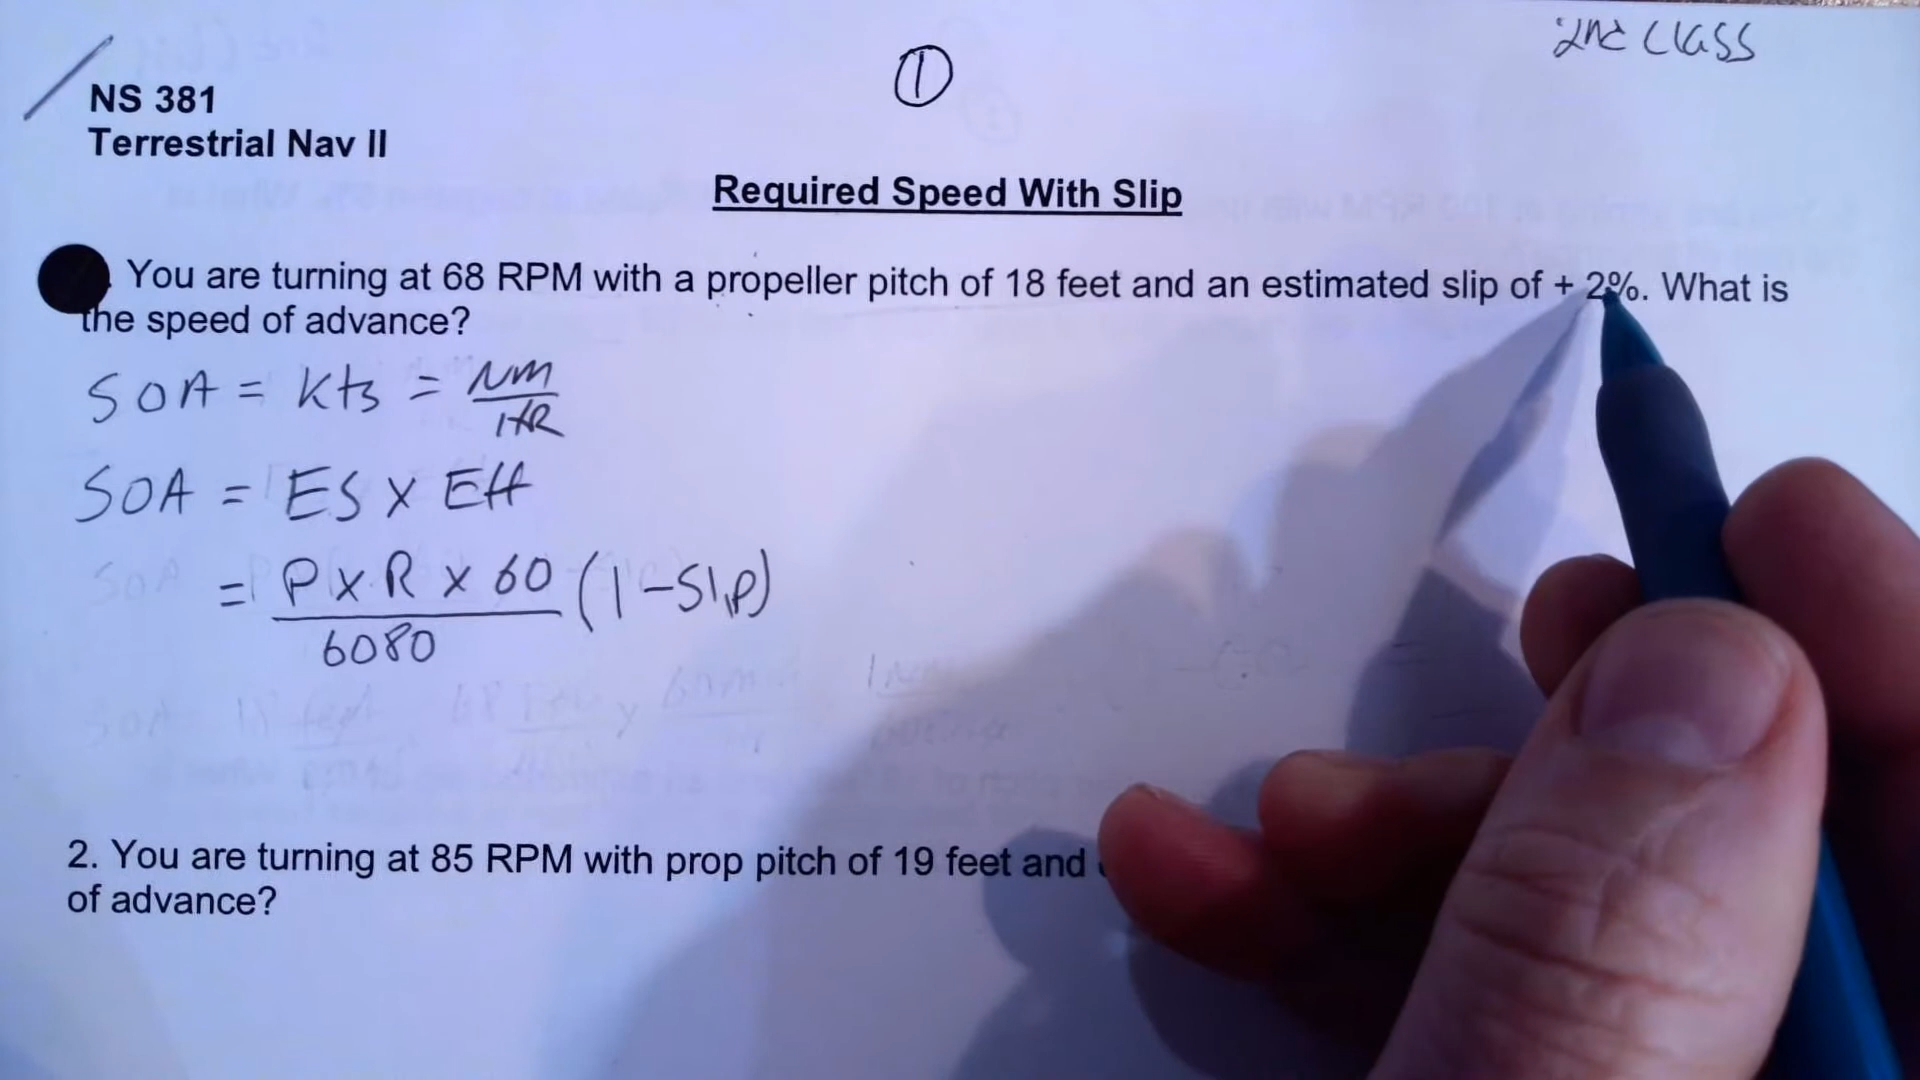 2nd Class
①
NS 381
Terrestrial Nav II
Required Speed With Slip
You are turning at 68 RPM with a propeller pitch of 18 feet and an estimated slip of + 2%. What is
the speed of advance?
SOA = kts = NM/HR
SOA = ES x Eff
= P x R x 60 / 6080 (1 - Slip)
2. You are turning at 85 RPM with prop pitch of 19 feet and
of advance?